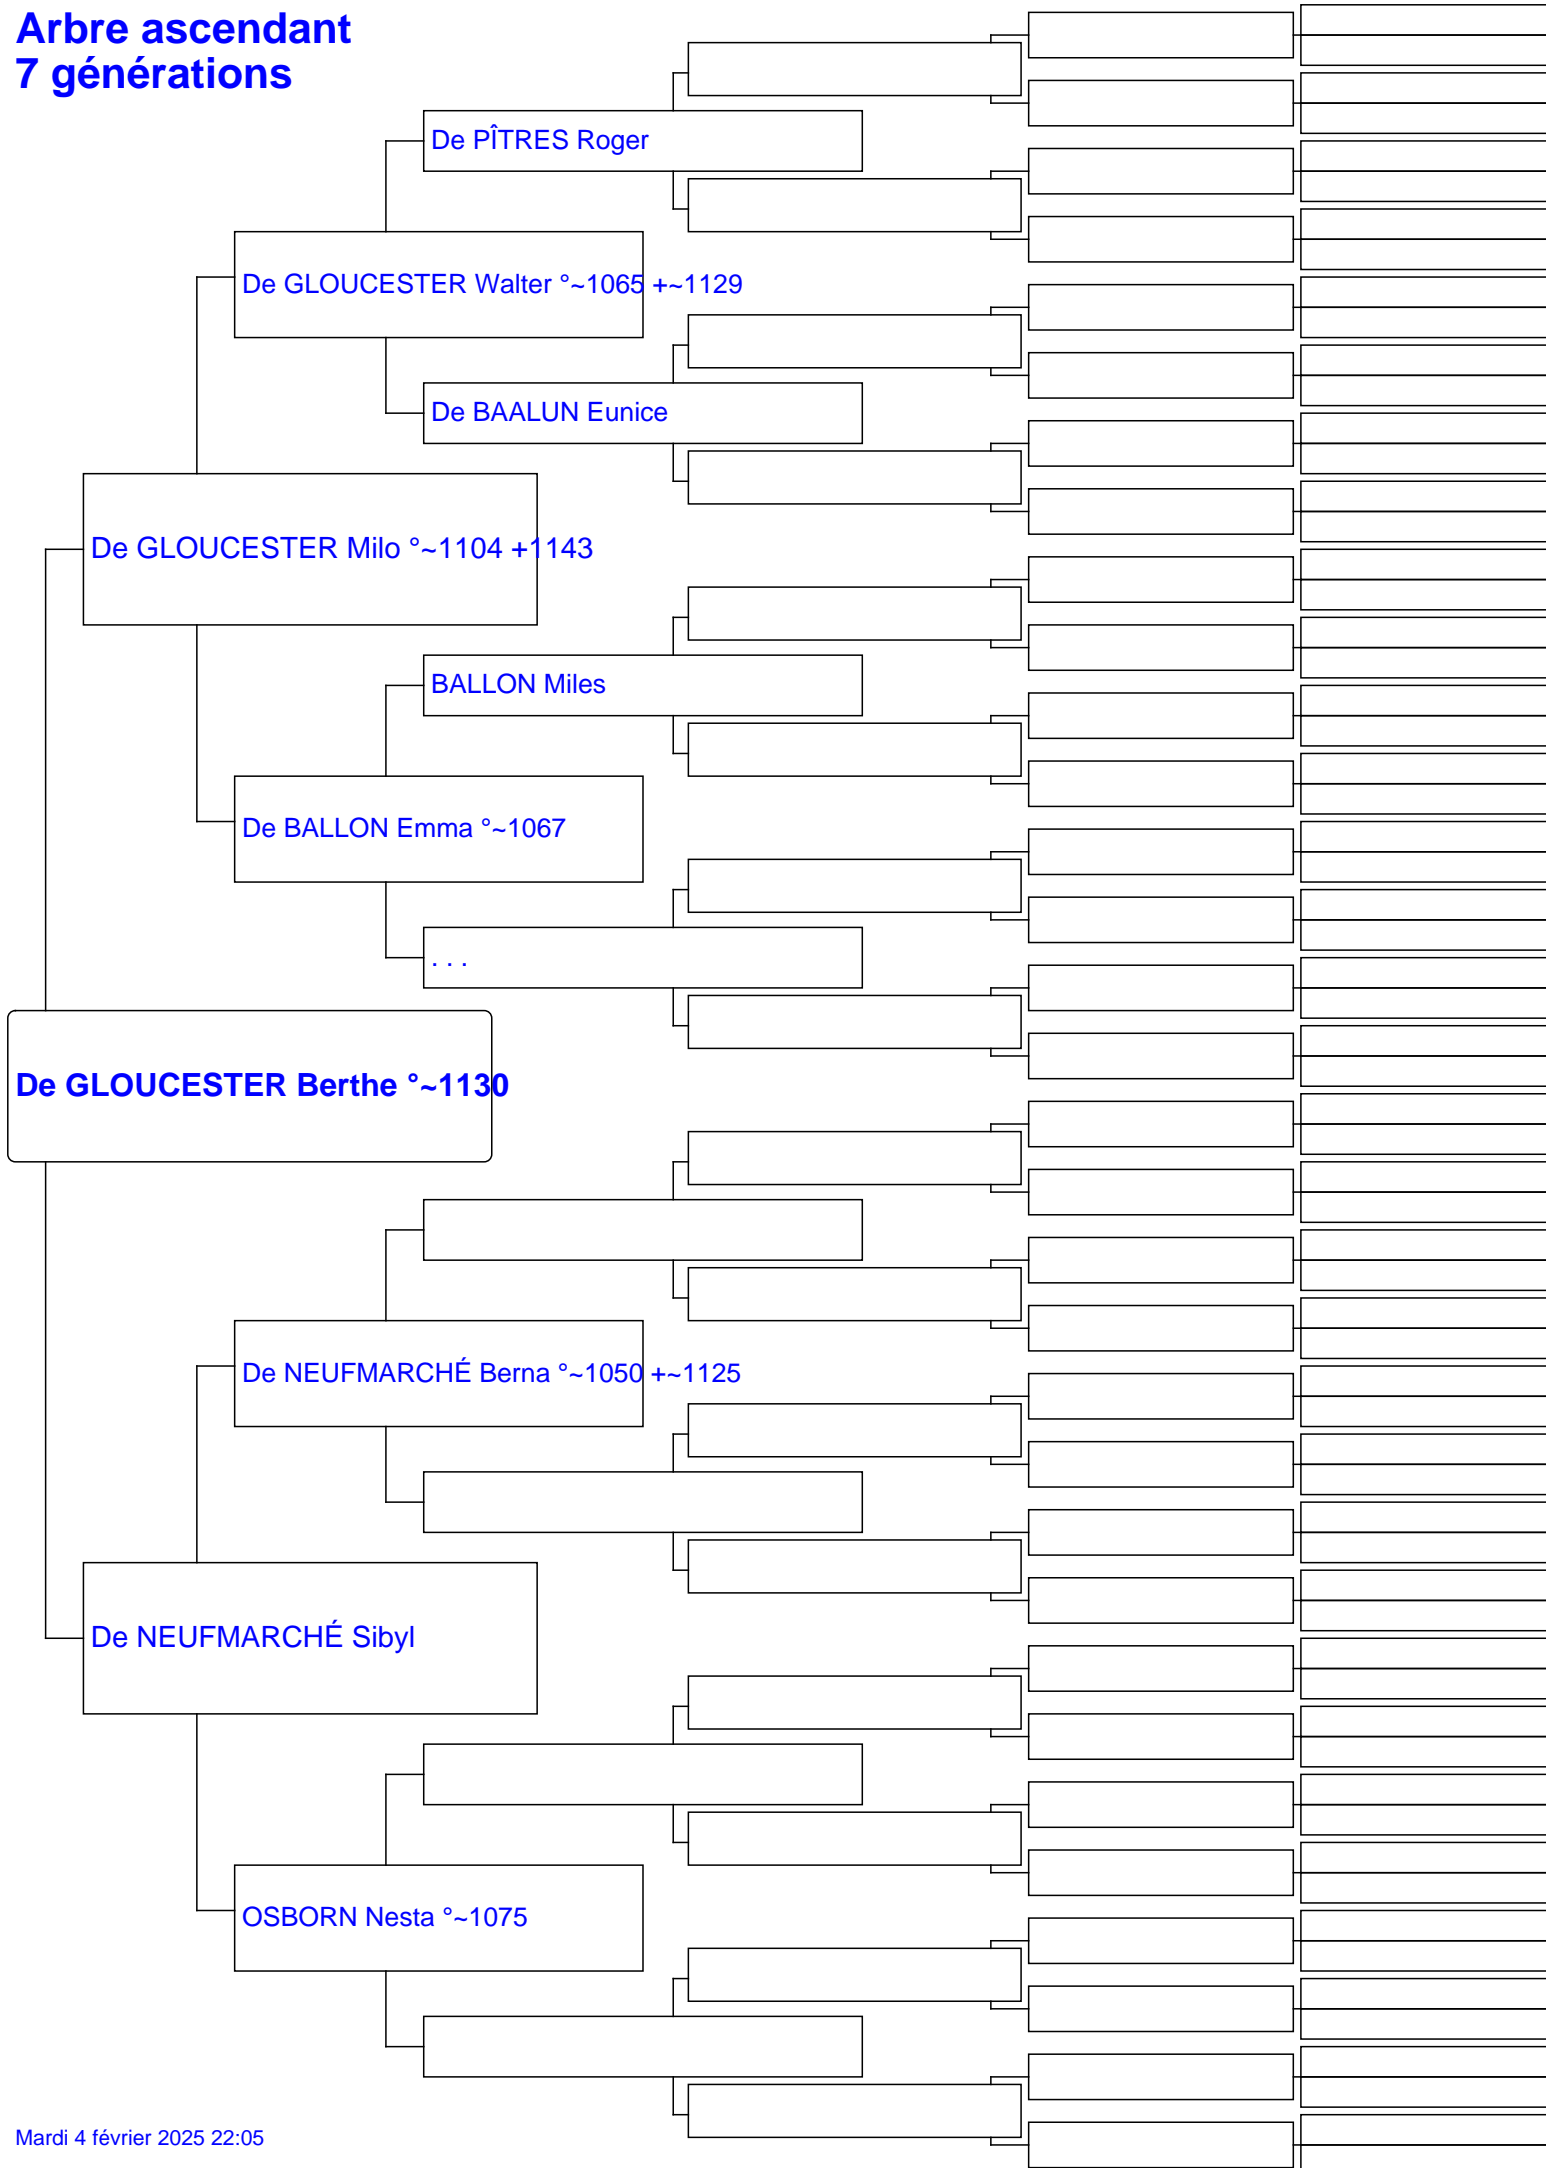 Arbre ascendant
7 générations
De PÎTRES Roger
De GLOUCESTER Walter °~1065 +~1129
De BAALUN Eunice
De GLOUCESTER Milo °~1104 +1143
BALLON Miles
De BALLON Emma °~1067
. . .
De GLOUCESTER Berthe °~1130
De NEUFMARCHÉ Berna °~1050 +~1125
De NEUFMARCHÉ Sibyl
OSBORN Nesta °~1075
Mardi 4 février 2025 22:05